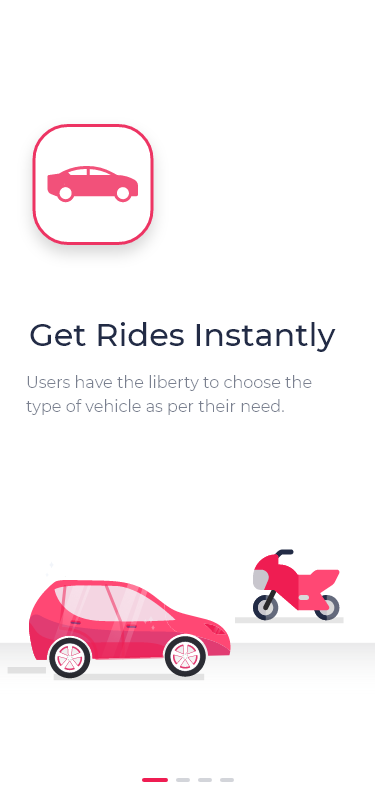 Get Rides Instantly
Users have the liberty to choose the
type of vehicle as per their need.